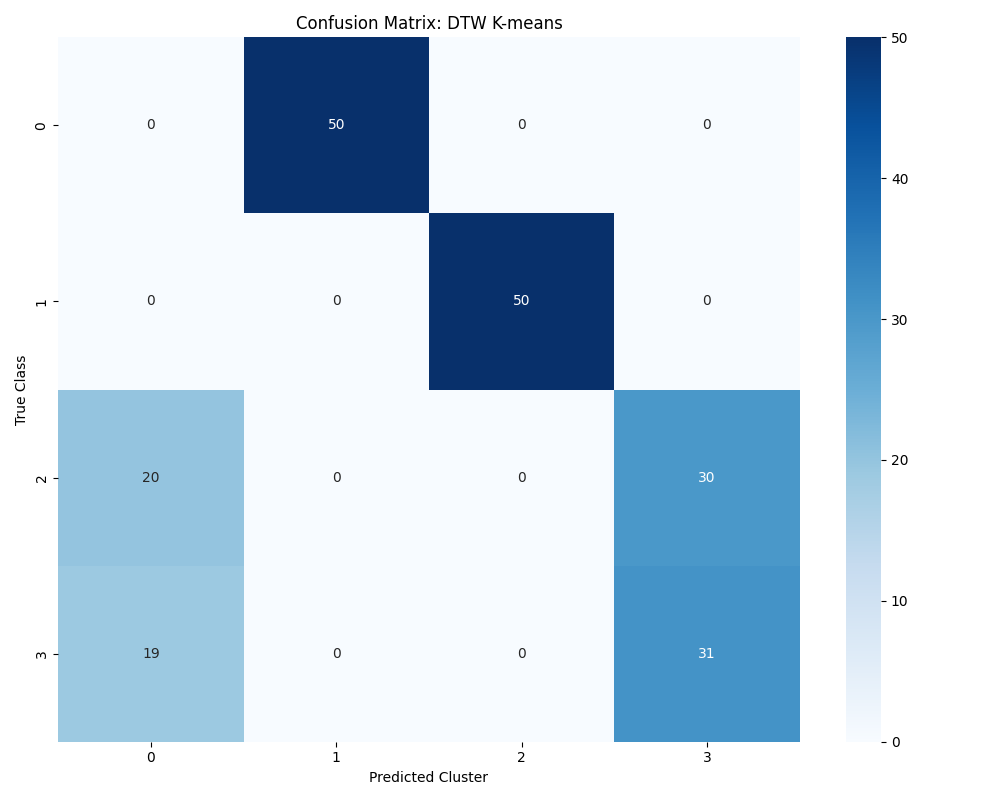 Confusion Matrix: DTW K-means
0 0 50 0 0
1 0 0 50 0
2 20 0 0 30
3 19 0 0 31
0 1 2 3
Predicted Cluster
True Class
50
40
30
20
10
0